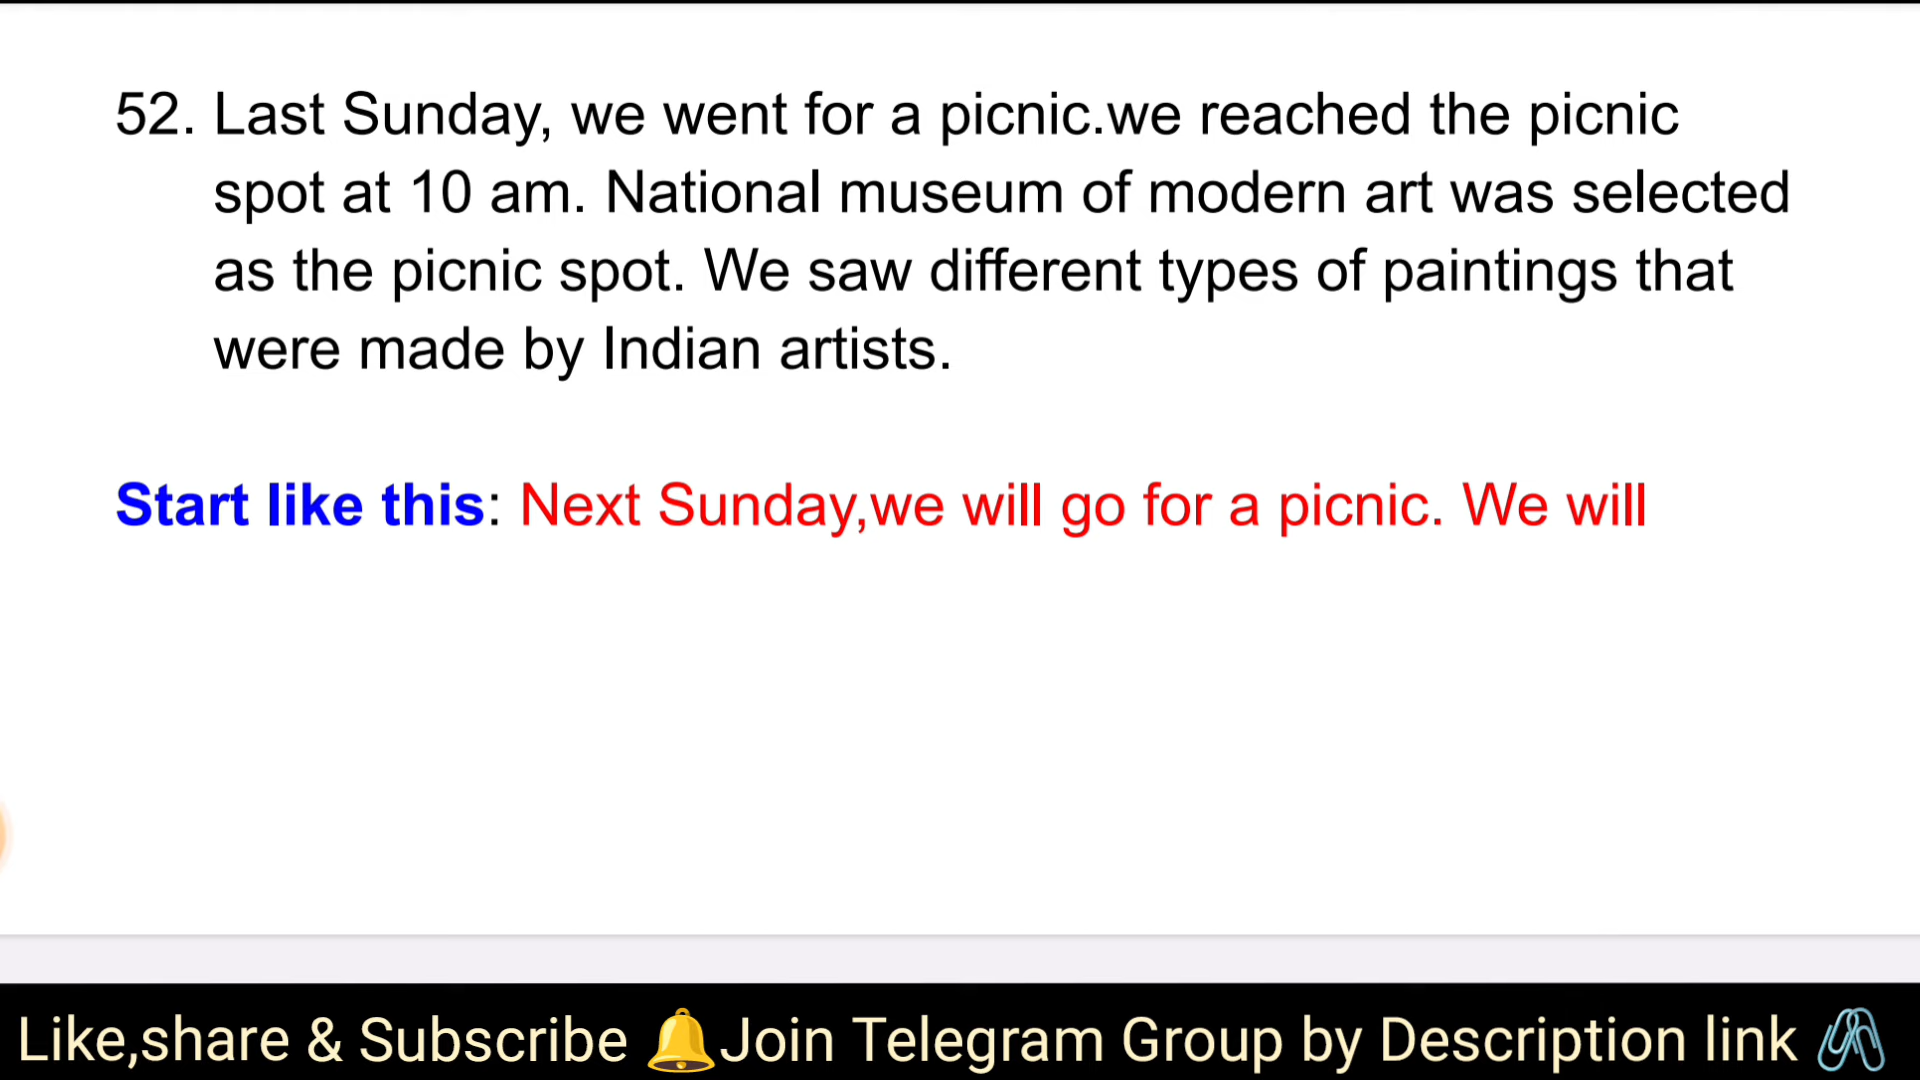 52. Last Sunday, we went for a picnic.we reached the picnic
spot at 10 am. National museum of modern art was selected
as the picnic spot. We saw different types of paintings that
were made by Indian artists.
Start like this: Next Sunday,we will go for a picnic. We will
Like,share & Subscribe 🔔Join Telegram Group by Description link 🖇️